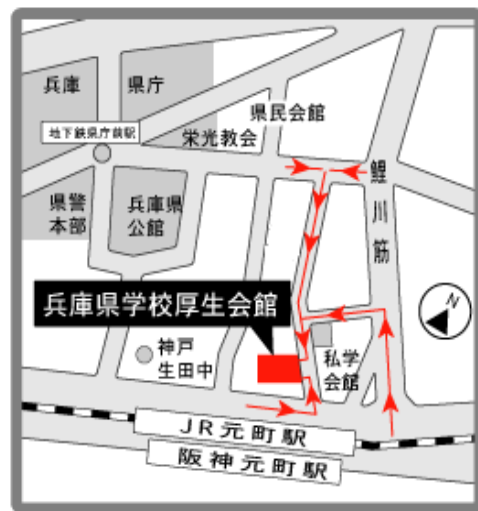 兵庫
県庁
県民会館
地下鉄県庁前駅
栄光教会
鯉川筋
県警
本部
兵庫県
公館
N
兵庫県学校厚生会館
神戸
生田中
私学
会館
JR元町駅
阪神元町駅